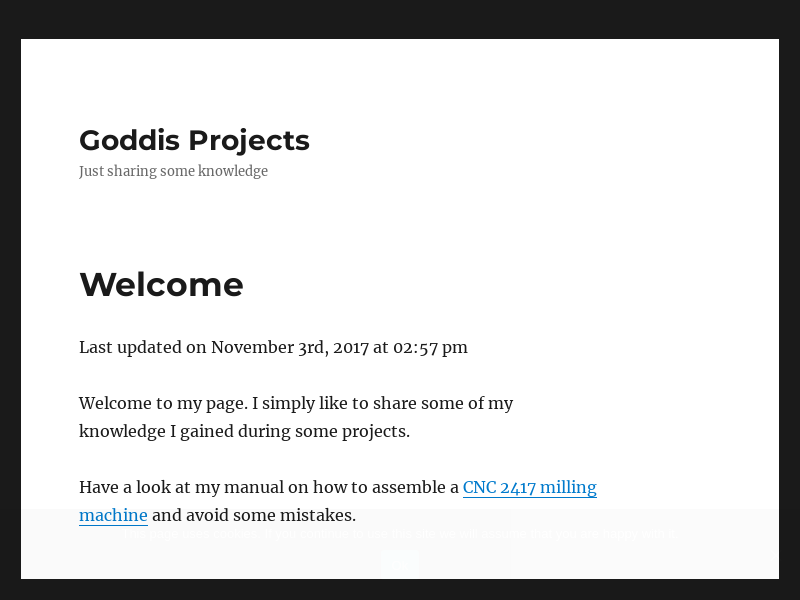 Goddis Projects
Just sharing some knowledge
Welcome
Last updated on November 3rd, 2017 at 02:57 pm
Welcome to my page. I simply like to share some of my
knowledge I gained during some projects.
Have a look at my manual on how to assemble a CNC 2417 milling
machine and avoid some mistakes.